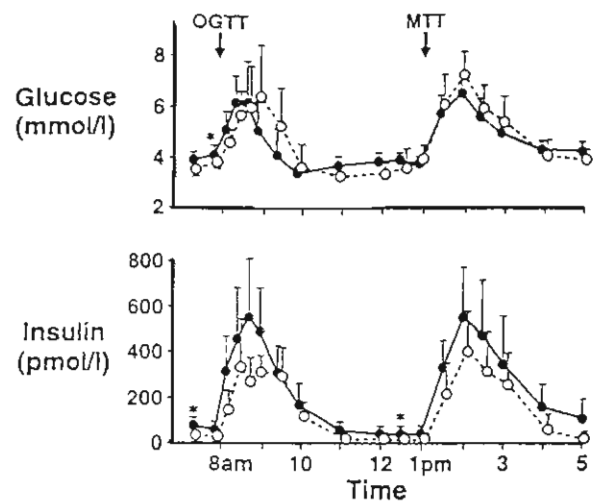 OGTT MTT
8
Glucose 6
(mmol/l) 4
*
2
800
600
Insulin
(pmol/l) 400
200
* *
0
8am 10 12 1pm 3 5
Time